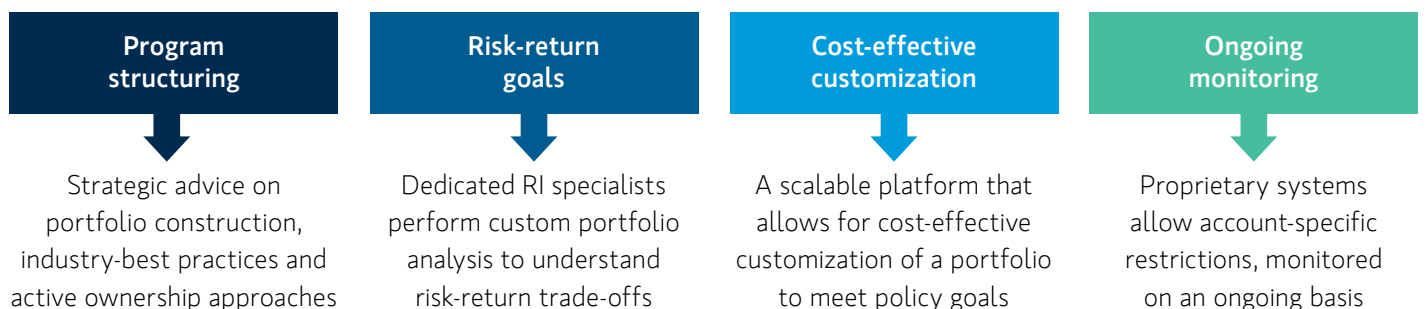 Program
structuring
Strategic advice on
portfolio construction,
industry-best practices and
active ownership approaches
Risk-return
goals
Dedicated RI specialists
perform custom portfolio
analysis to understand
risk-return trade-offs
Cost-effective
customization
A scalable platform that
allows for cost-effective
customization of a portfolio
to meet policy goals
Ongoing
monitoring
Proprietary systems
allow account-specific
restrictions, monitored
on an ongoing basis